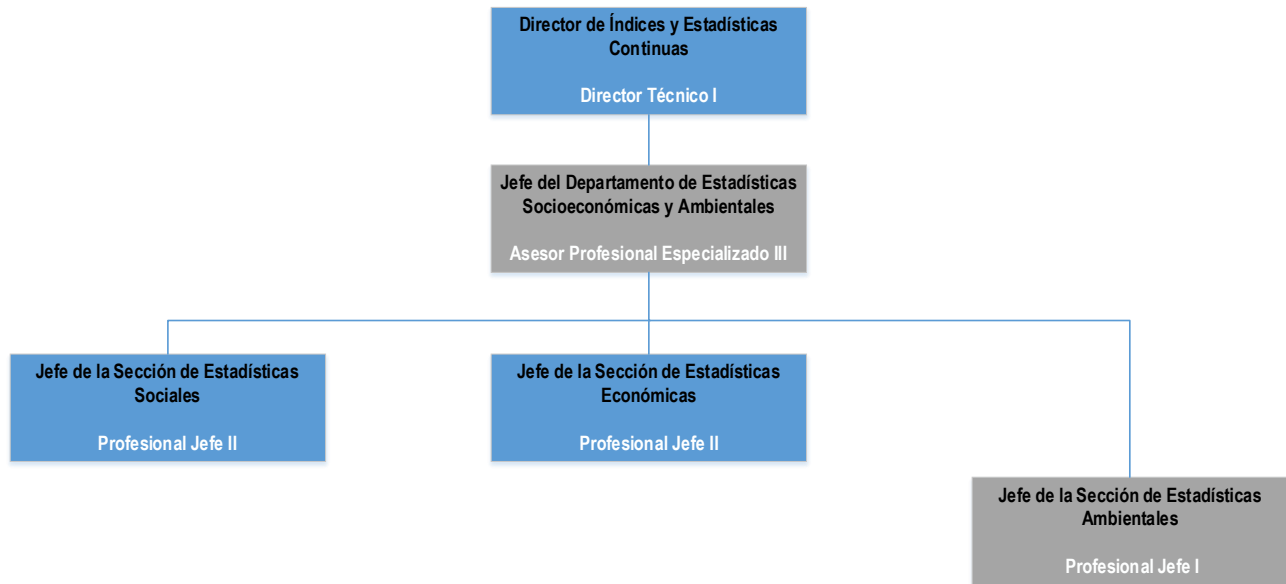 Director de Índices y Estadísticas
Continuas
Director Técnico I
Jefe del Departamento de Estadísticas
Socioeconómicas y Ambientales
Asesor Profesional Especializado III
Jefe de la Sección de Estadísticas
Sociales
Profesional Jefe II
Jefe de la Sección de Estadísticas
Económicas
Profesional Jefe II
Jefe de la Sección de Estadísticas
Ambientales
Profesional Jefe I